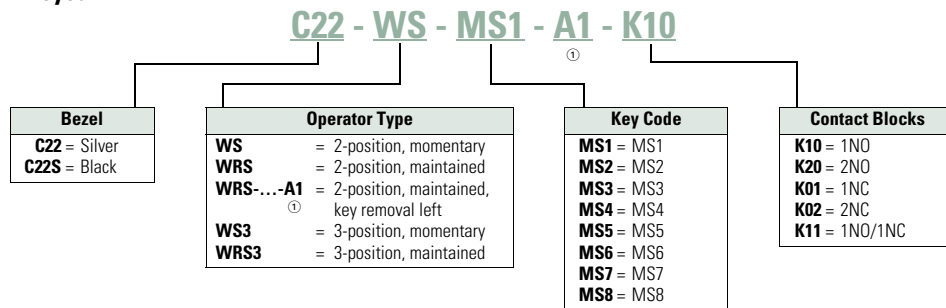 C22 - WS - MS1 - A1 - K10
①
Bezel
C22 = Silver
C22S = Black
Operator Type
WS = 2-position, momentary
WRS = 2-position, maintained
WRS-...-A1 = 2-position, maintained,
① key removal left
WS3 = 3-position, momentary
WRS3 = 3-position, maintained
Key Code
MS1 = MS1
MS2 = MS2
MS3 = MS3
MS4 = MS4
MS5 = MS5
MS6 = MS6
MS7 = MS7
MS8 = MS8
Contact Blocks
K10 = 1NO
K20 = 2NO
K01 = 1NC
K02 = 2NC
K11 = 1NO/1NC